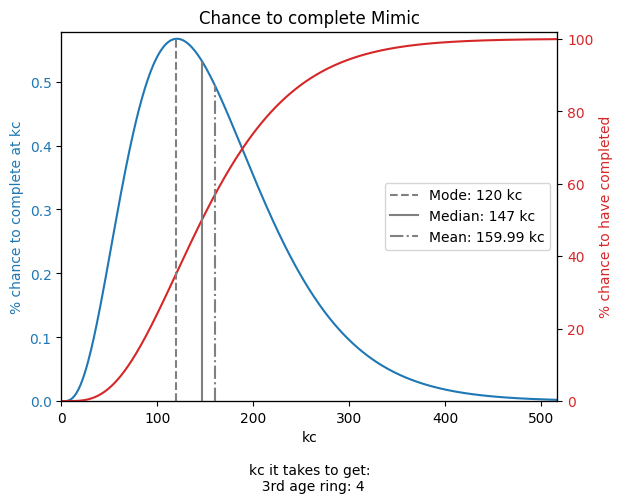 Chance to complete Mimic
% chance to complete at kc
0.5
0.4
0.3
0.2
0.1
0.0
100
80
60
40
20
0
% chance to have completed
Mode: 120 kc
Median: 147 kc
Mean: 159.99 kc
0 100 200 300 400 500
kc
kc it takes to get:
3rd age ring: 4